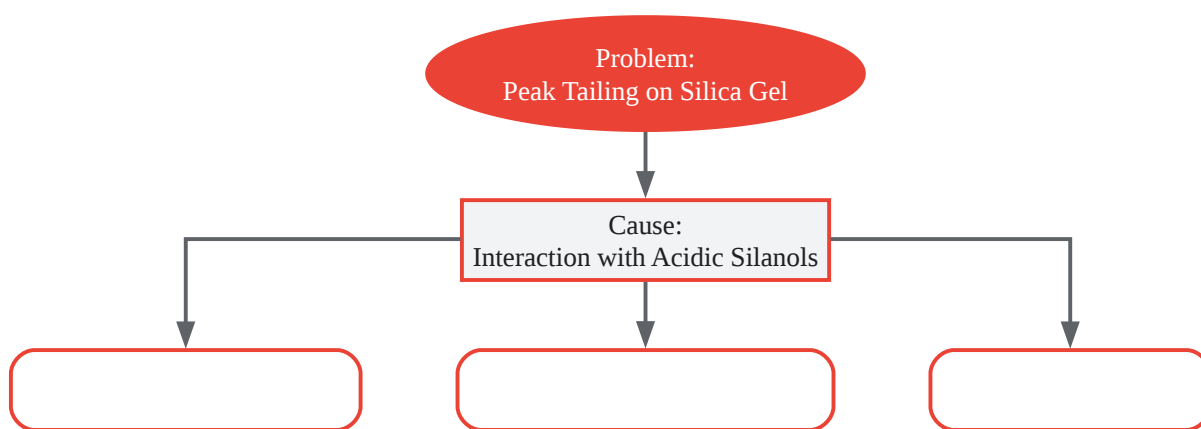 Problem:
Peak Tailing on Silica Gel
Cause:
Interaction with Acidic Silanols